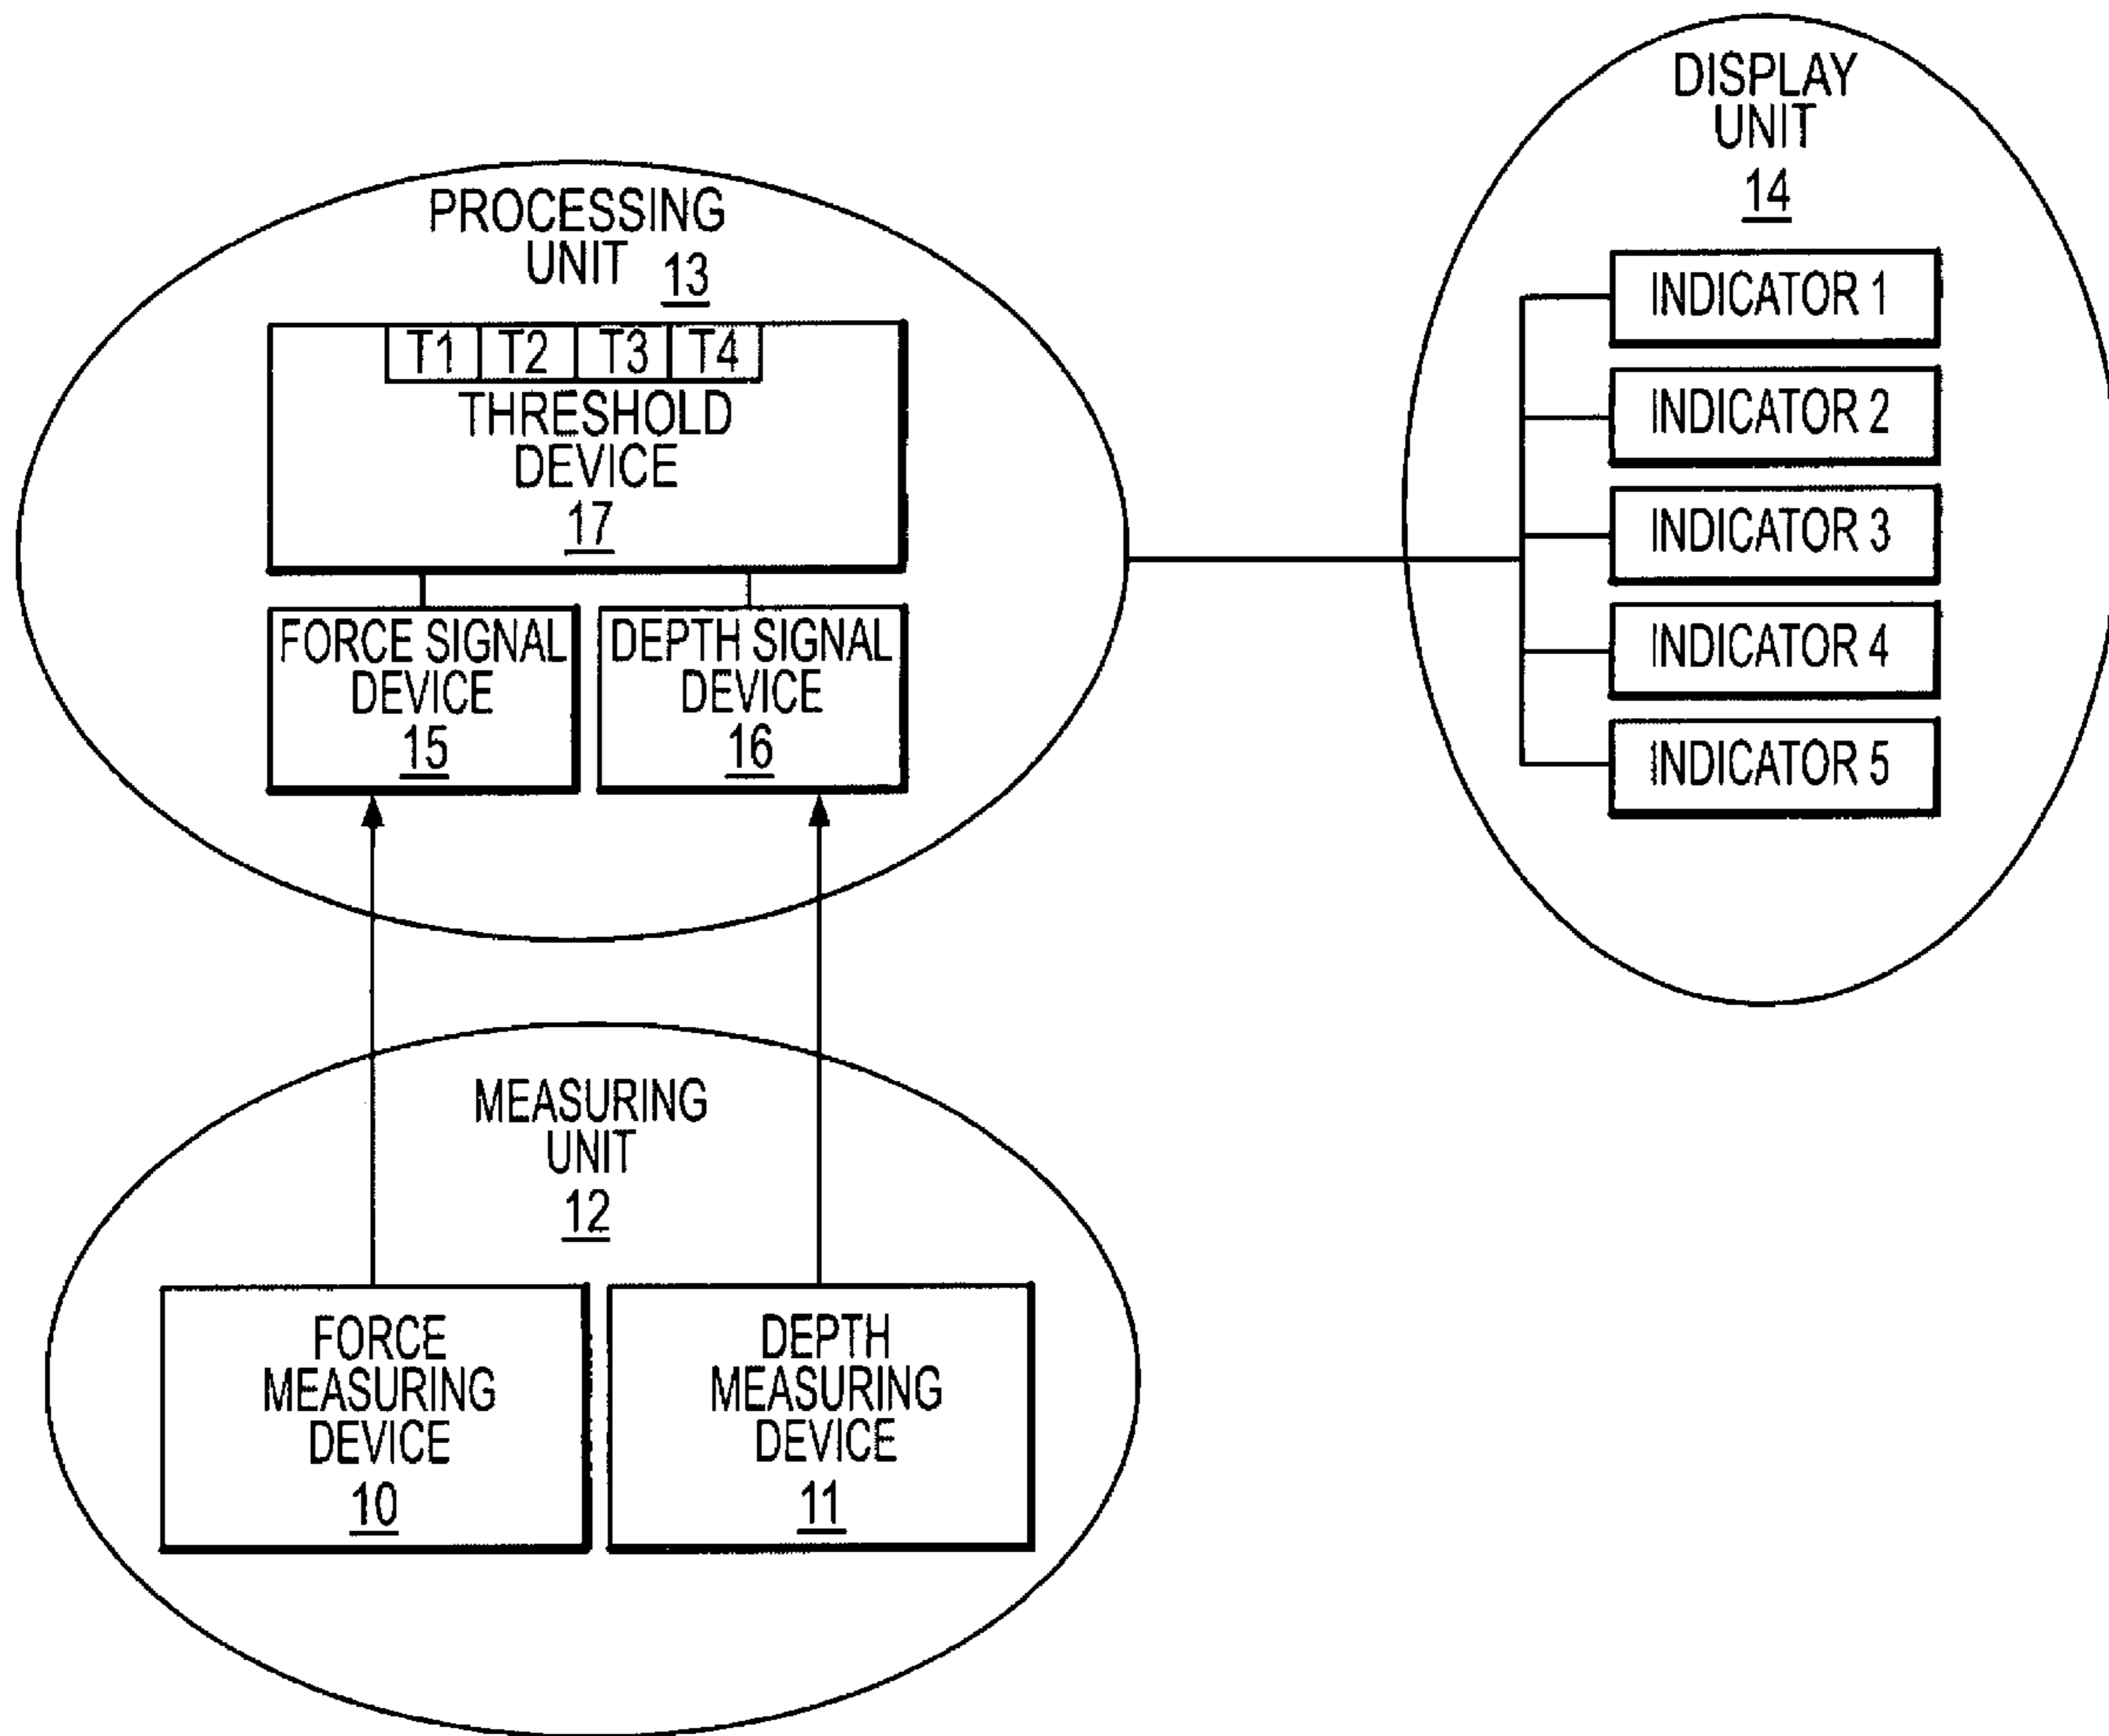 PROCESSING
UNIT 13
T1 T2 T3 T4
THRESHOLD
DEVICE
17
FORCE SIGNAL
DEVICE
15
DEPTH SIGNAL
DEVICE
16
DISPLAY
UNIT
14
INDICATOR 1
INDICATOR 2
INDICATOR 3
INDICATOR 4
INDICATOR 5
MEASURING
UNIT
12
FORCE
MEASURING
DEVICE
10
DEPTH
MEASURING
DEVICE
11